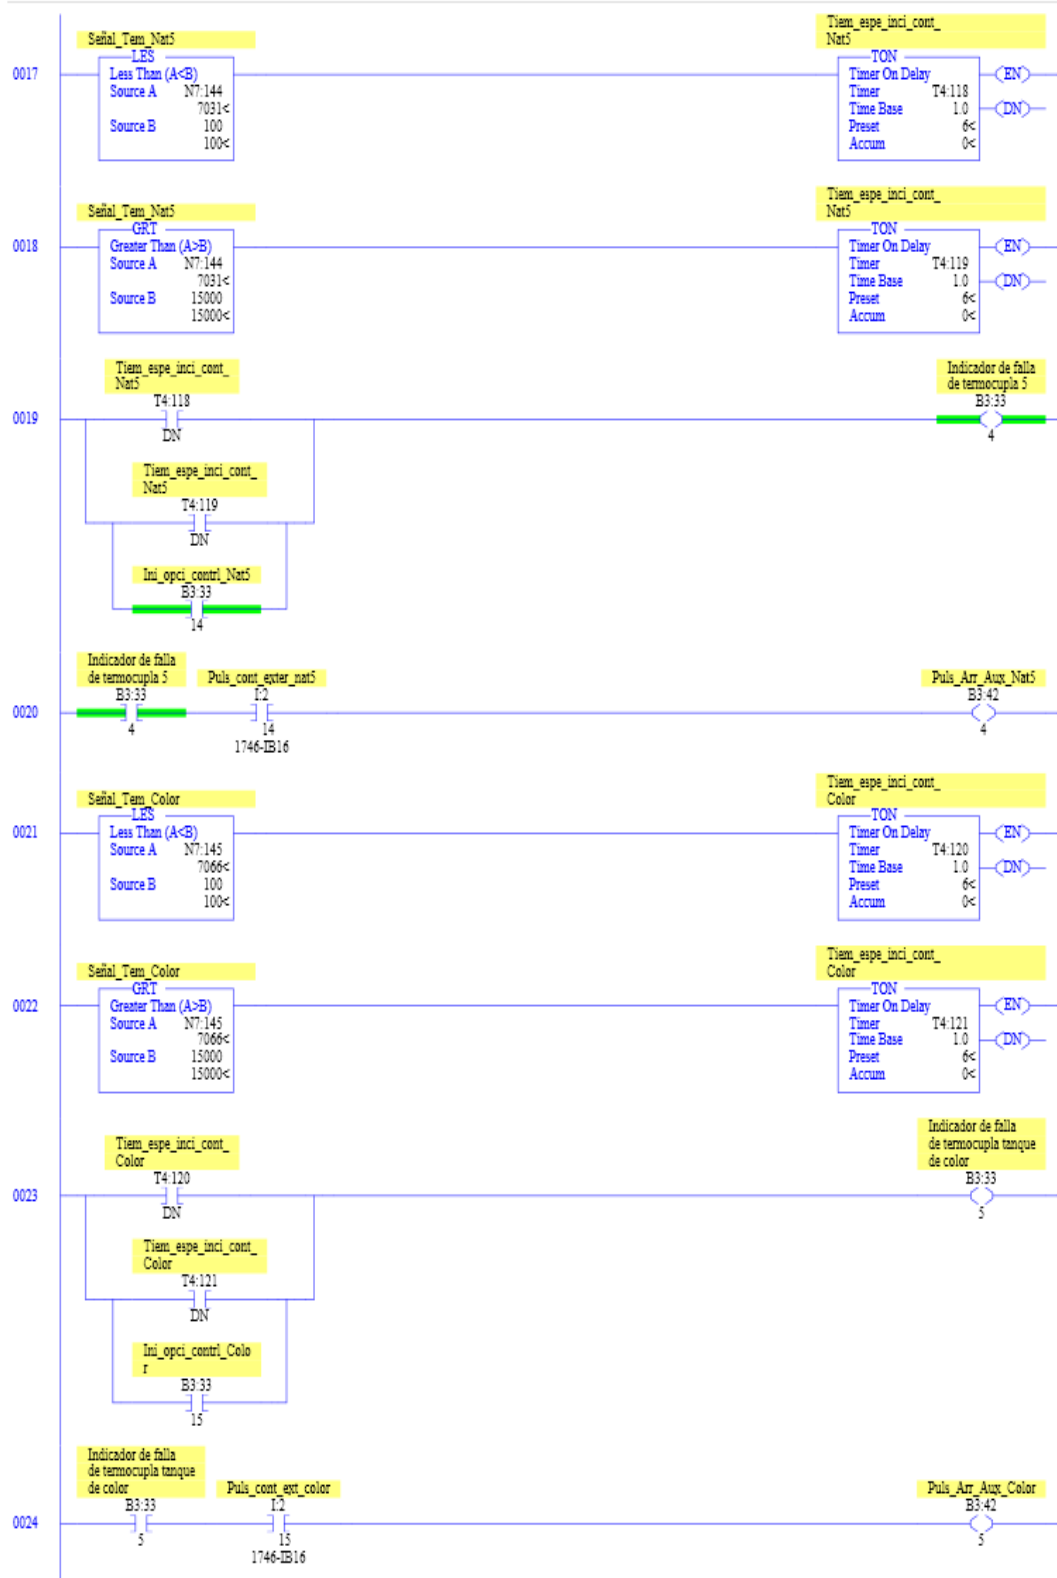 Señal_Tem_Nat5
Tiem_espe_inci_cont_
Nat5
0017
LES
Less Than (A<B)
Source A N7:144
7031<
Source B 100
100<
TON
Timer On Delay
Timer T4:118
Time Base 1.0
Preset 6<
Accum 0<
EN
DN
Señal_Tem_Nat5
Tiem_espe_inci_cont_
Nat5
0018
GRT
Greater Than (A>B)
Source A N7:144
7031<
Source B 15000
15000<
TON
Timer On Delay
Timer T4:119
Time Base 1.0
Preset 6<
Accum 0<
EN
DN
0019
Tiem_espe_inci_cont_
Nat5
T4:118
DN
Tiem_espe_inci_cont_
Nat5
T4:119
DN
Ini_opci_contrl_Nat5
B3:33
14
Indicador de falla
de termocupla 5
B3:33
4
0020
Indicador de falla
de termocupla 5
B3:33
4
Puls_cont_exter_nat5
I:2
14
1746-IB16
Puls_Arr_Aux_Nat5
B3:42
4
Señal_Tem_Color
Tiem_espe_inci_cont_
Color
0021
LES
Less Than (A<B)
Source A N7:145
7066<
Source B 100
100<
TON
Timer On Delay
Timer T4:120
Time Base 1.0
Preset 6<
Accum 0<
EN
DN
Señal_Tem_Color
Tiem_espe_inci_cont_
Color
0022
GRT
Greater Than (A>B)
Source A N7:145
7066<
Source B 15000
15000<
TON
Timer On Delay
Timer T4:121
Time Base 1.0
Preset 6<
Accum 0<
EN
DN
0023
Tiem_espe_inci_cont_
Color
T4:120
DN
Tiem_espe_inci_cont_
Color
T4:121
DN
Ini_opci_contrl_Colo
r
B3:33
15
Indicador de falla
de termocupla tanque
de color
B3:33
5
0024
Indicador de falla
de termocupla tanque
de color
B3:33
5
Puls_cont_ext_color
I:2
15
1746-IB16
Puls_Arr_Aux_Color
B3:42
5